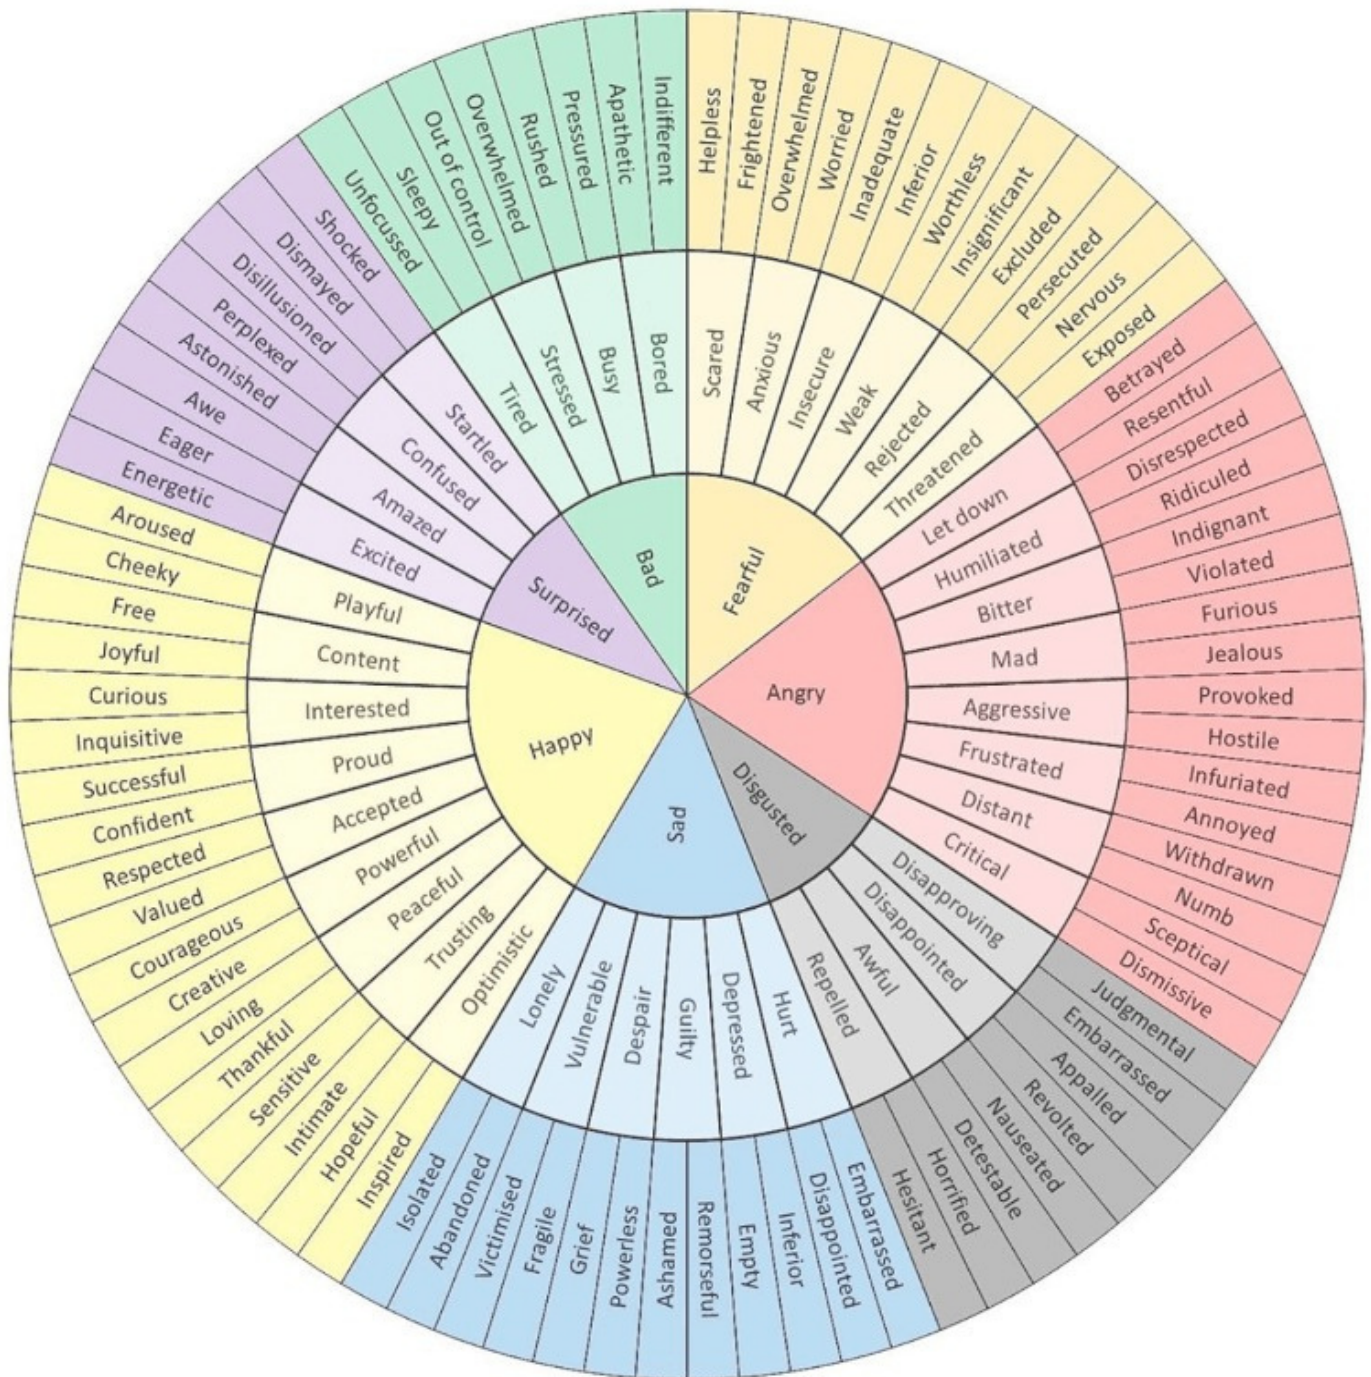 Fearful
Angry
Disgusted
Sad
Happy
Surprised
Bad
Scared
Anxious
Insecure
Weak
Rejected
Threatened
Let down
Humiliated
Bitter
Mad
Aggressive
Frustrated
Distant
Critical
Disapproving
Disappointed
Awful
Repelled
Hurt
Depressed
Guilty
Despair
Vulnerable
Lonely
Optimistic
Trusting
Peaceful
Powerful
Accepted
Proud
Interested
Content
Playful
Excited
Amazed
Confused
Startled
Tired
Stressed
Busy
Bored
Helpless
Frightened
Overwhelmed
Worried
Inadequate
Inferior
Worthless
Insignificant
Excluded
Persecuted
Nervous
Exposed
Betrayed
Resentful
Disrespected
Ridiculed
Indignant
Violated
Furious
Jealous
Provoked
Hostile
Infuriated
Annoyed
Withdrawn
Numb
Sceptical
Dismissive
Judgmental
Embarrassed
Appalled
Revolted
Nauseated
Detestable
Horrified
Hesitant
Embarrassed
Disappointed
Inferior
Empty
Remorseful
Ashamed
Powerless
Grief
Fragile
Victimised
Abandoned
Isolated
Inspired
Hopeful
Intimate
Sensitive
Thankful
Loving
Creative
Courageous
Valued
Respected
Confident
Successful
Inquisitive
Curious
Joyful
Free
Cheeky
Aroused
Energetic
Eager
Awe
Astonished
Perplexed
Disillusioned
Dismayed
Shocked
Unfocussed
Sleepy
Out of control
Overwhelmed
Rushed
Pressured
Apathetic
Indifferent